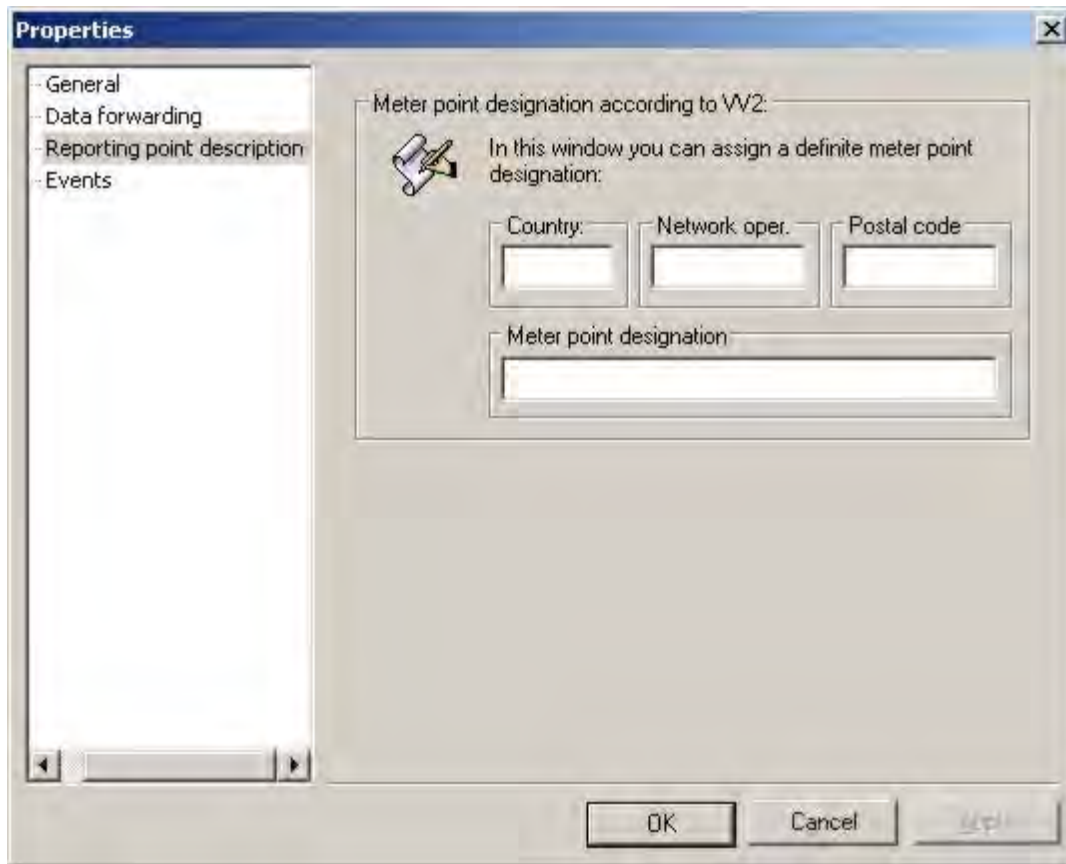 Properties
General
Data forwarding
Reporting point description
Events
Meter point designation according to VV2:
In this window you can assign a definite meter point
designation:
Country:
Network oper.
Postal code
Meter point designation
OK
Cancel